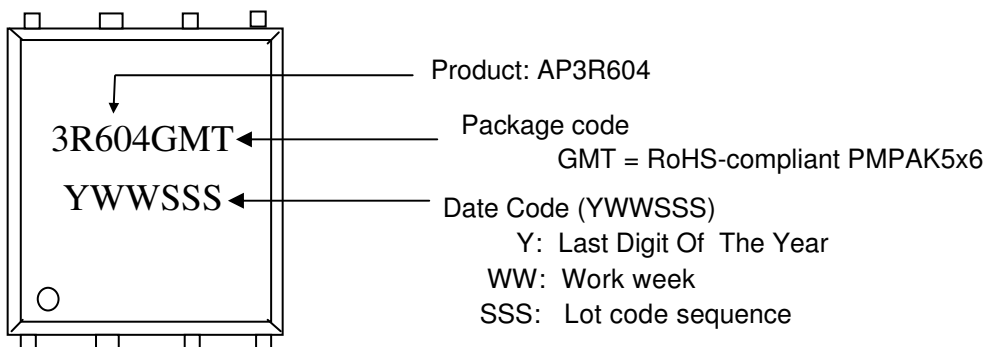 Product: AP3R604
3R604GMT
Package code
GMT = RoHS-compliant PMPAK5x6
YWWSSS
Date Code (YWWSSS)
Y: Last Digit Of The Year
WW: Work week
SSS: Lot code sequence